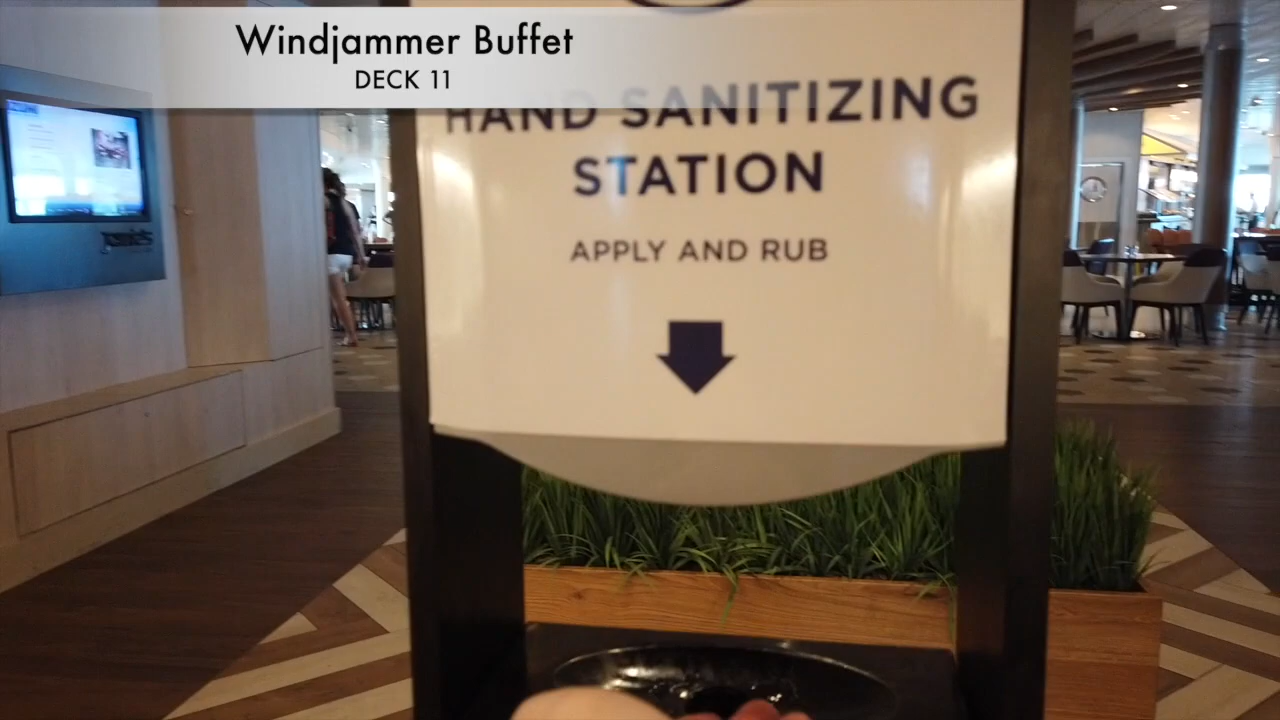 Windjammer Buffet
DECK 11
HAND SANITIZING
STATION
APPLY AND RUB